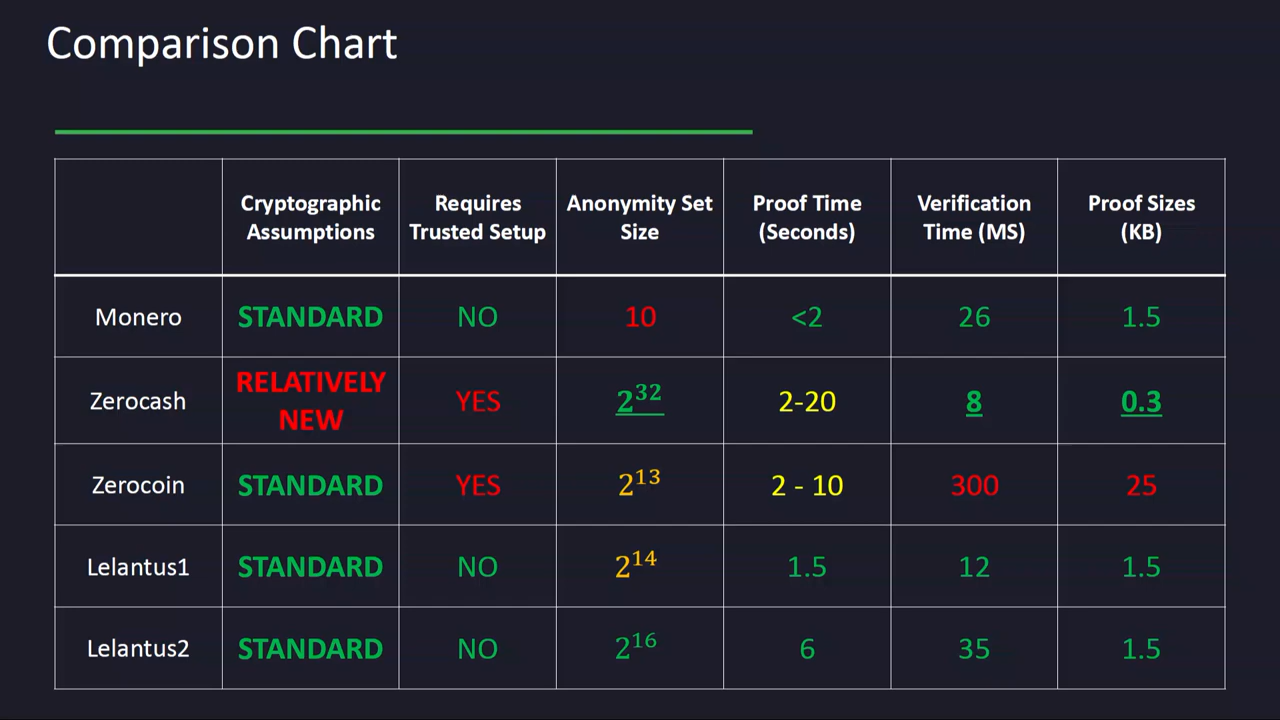 Comparison Chart
Cryptographic Assumptions
Requires Trusted Setup
Anonymity Set Size
Proof Time (Seconds)
Verification Time (MS)
Proof Sizes (KB)
Monero STANDARD NO 10 <2 26 1.5
Zerocash RELATIVELY NEW YES 2³² 2-20 8 0.3
Zerocoin STANDARD YES 2¹³ 2 - 10 300 25
Lelantus1 STANDARD NO 2¹⁴ 1.5 12 1.5
Lelantus2 STANDARD NO 2¹⁶ 6 35 1.5